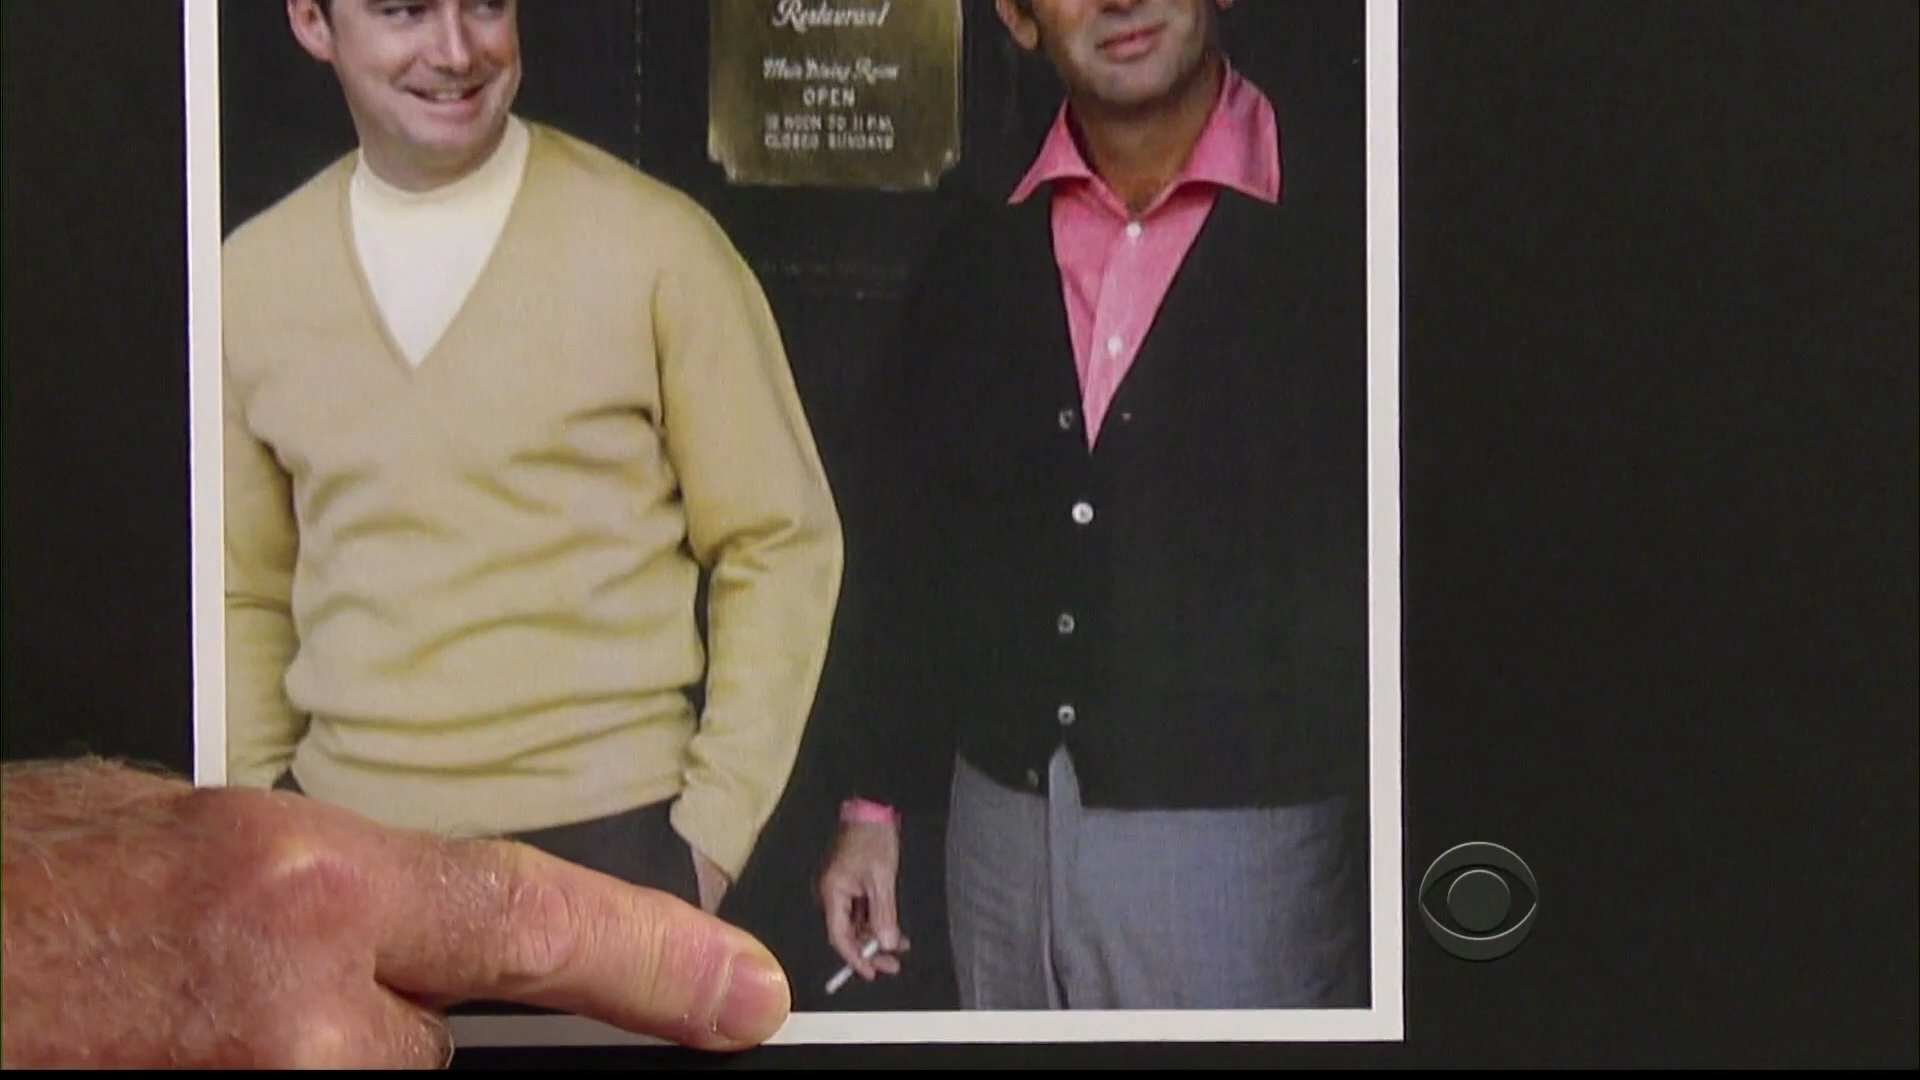 Restaurant
Main Dining Room
OPEN
12 NOON TO 11 P.M.
CLOSED SUNDAYS